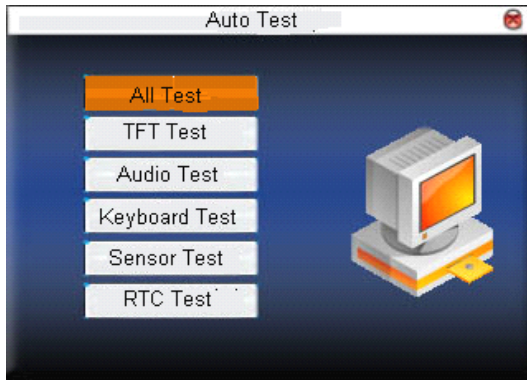 Auto Test
All Test
TFT Test
Audio Test
Keyboard Test
Sensor Test
RTC Test